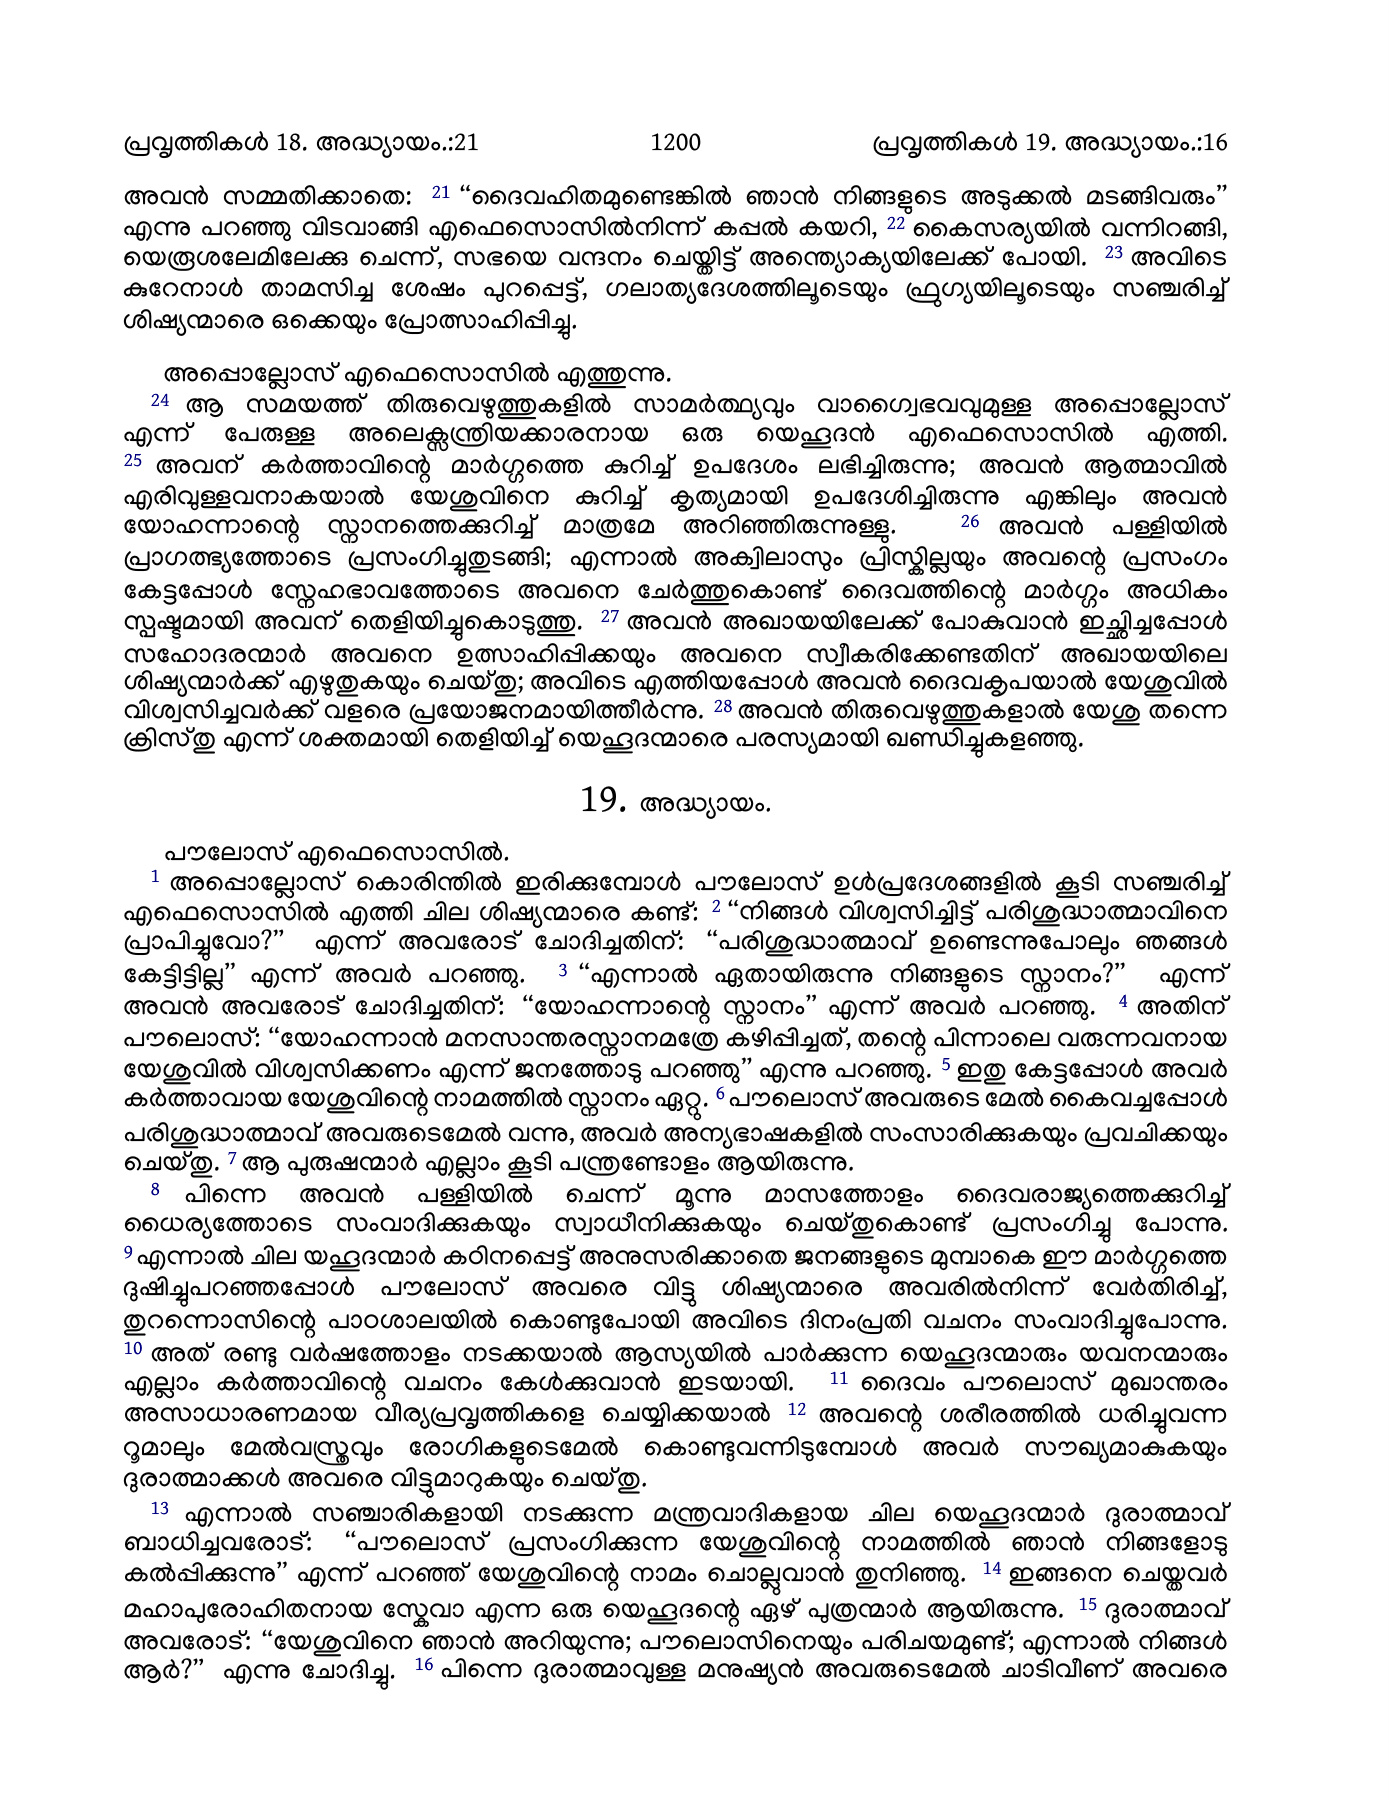 പ്രവൃത്തികൾ 18. അദ്ധ്യായം.:21 1200 പ്രവൃത്തികൾ 19. അദ്ധ്യായം.:16
അവൻ സമ്മതിക്കാതെ: 21 “ദൈവഹിതമുണ്ടെങ്കിൽ ഞാൻ നിങ്ങളുടെ അടുക്കൽ മടങ്ങിവരും”
എന്നു പറഞ്ഞു വിടവാങ്ങി എഫെസൊസിൽനിന്ന് കപ്പൽ കയറി, 22 കൈസര്യയിൽ വന്നിറങ്ങി,
യെരൂശലേമിലേക്കു ചെന്ന്, സഭയെ വന്ദനം ചെയ്തിട്ട് അന്ത്യൊക്യയിലേക്ക് പോയി. 23 അവിടെ
കുറേനാൾ താമസിച്ച ശേഷം പുറപ്പെട്ട്, ഗലാത്യദേശത്തിലൂടെയും ഫ്രുഗ്യയിലൂടെയും സഞ്ചരിച്ച്
ശിഷ്യന്മാരെ ഒക്കെയും പ്രോത്സാഹിപ്പിച്ചു.
അപ്പൊല്ലോസ് എഫെസൊസിൽ എത്തുന്നു.
24 ആ സമയത്ത് തിരുവെഴുത്തുകളിൽ സാമർത്ഥ്യവും വാഗ്വൈഭവവുമുള്ള അപ്പൊല്ലോസ്
എന്ന് പേരുള്ള അലെക്സന്ത്രിയക്കാരനായ ഒരു യെഹൂദൻ എഫെസൊസിൽ എത്തി.
25 അവന് കർത്താവിന്റെ മാർഗ്ഗത്തെ കുറിച്ച് ഉപദേശം ലഭിച്ചിരുന്നു; അവൻ ആത്മാവിൽ
എരിവുള്ളവനാകയാൽ യേശുവിനെ കുറിച്ച് കൃത്യമായി ഉപദേശിച്ചിരുന്നു എങ്കിലും അവൻ
യോഹന്നാന്റെ സ്നാനത്തെക്കുറിച്ച് മാത്രമേ അറിഞ്ഞിരുന്നുള്ളു. 26 അവൻ പള്ളിയിൽ
പ്രാഗത്ഭ്യത്തോടെ പ്രസംഗിച്ചുതുടങ്ങി; എന്നാൽ അക്വിലാസും പ്രിസ്കില്ലയും അവന്റെ പ്രസംഗം
കേട്ടപ്പോൾ സ്നേഹഭാവത്തോടെ അവനെ ചേർത്തുകൊണ്ട് ദൈവത്തിന്റെ മാർഗ്ഗം അധികം
സ്പഷ്ടമായി അവന് തെളിയിച്ചുകൊടുത്തു. 27 അവൻ അഖായയിലേക്ക് പോകുവാൻ ഇച്ഛിച്ചപ്പോൾ
സഹോദരന്മാർ അവനെ ഉത്സാഹിപ്പിക്കയും അവനെ സ്വീകരിക്കേണ്ടതിന് അഖായയിലെ
ശിഷ്യന്മാർക്ക് എഴുതുകയും ചെയ്തു; അവിടെ എത്തിയപ്പോൾ അവൻ ദൈവകൃപയാൽ യേശുവിൽ
വിശ്വസിച്ചവർക്ക് വളരെ പ്രയോജനമായിത്തീർന്നു. 28 അവൻ തിരുവെഴുത്തുകളാൽ യേശു തന്നെ
ക്രിസ്തു എന്ന് ശക്തമായി തെളിയിച്ച് യെഹൂദന്മാരെ പരസ്യമായി ഖണ്ഡിച്ചുകളഞ്ഞു.
19. അദ്ധ്യായം.
പൗലോസ് എഫെസൊസിൽ.
1 അപ്പൊല്ലോസ് കൊരിന്തിൽ ഇരിക്കുമ്പോൾ പൗലോസ് ഉൾപ്രദേശങ്ങളിൽ കൂടി സഞ്ചരിച്ച്
എഫെസൊസിൽ എത്തി ചില ശിഷ്യന്മാരെ കണ്ട്: 2 “നിങ്ങൾ വിശ്വസിച്ചിട്ട് പരിശുദ്ധാത്മാവിനെ
പ്രാപിച്ചുവോ?” എന്ന് അവരോട് ചോദിച്ചതിന്: “പരിശുദ്ധാത്മാവ് ഉണ്ടെന്നുപോലും ഞങ്ങൾ
കേട്ടിട്ടില്ല” എന്ന് അവർ പറഞ്ഞു. 3 “എന്നാൽ ഏതായിരുന്നു നിങ്ങളുടെ സ്നാനം?” എന്ന്
അവൻ അവരോട് ചോദിച്ചതിന്: “യോഹന്നാന്റെ സ്നാനം” എന്ന് അവർ പറഞ്ഞു. 4 അതിന്
പൗലൊസ്: “യോഹന്നാൻ മനസാന്തരസ്നാനമത്രേ കഴിപ്പിച്ചത്, തന്റെ പിന്നാലെ വരുന്നവനായ
യേശുവിൽ വിശ്വസിക്കണം എന്ന് ജനത്തോടു പറഞ്ഞു” എന്നു പറഞ്ഞു. 5 ഇതു കേട്ടപ്പോൾ അവർ
കർത്താവായ യേശുവിന്റെ നാമത്തിൽ സ്നാനം ഏറ്റു. 6 പൗലൊസ് അവരുടെ മേൽ കൈവച്ചപ്പോൾ
പരിശുദ്ധാത്മാവ് അവരുടെമേൽ വന്നു, അവർ അന്യഭാഷകളിൽ സംസാരിക്കുകയും പ്രവചിക്കയും
ചെയ്തു. 7 ആ പുരുഷന്മാർ എല്ലാം കൂടി പന്ത്രണ്ടോളം ആയിരുന്നു.
8 പിന്നെ അവൻ പള്ളിയിൽ ചെന്ന് മൂന്നു മാസത്തോളം ദൈവരാജ്യത്തെക്കുറിച്ച്
ധൈര്യത്തോടെ സംവാദിക്കുകയും സ്വാധീനിക്കുകയും ചെയ്തുകൊണ്ട് പ്രസംഗിച്ചു പോന്നു.
9 എന്നാൽ ചില യഹൂദന്മാർ കഠിനപ്പെട്ട് അനുസരിക്കാതെ ജനങ്ങളുടെ മുമ്പാകെ ഈ മാർഗ്ഗത്തെ
ദുഷിച്ചുപറഞ്ഞപ്പോൾ പൗലോസ് അവരെ വിട്ടു ശിഷ്യന്മാരെ അവരിൽനിന്ന് വേർതിരിച്ച്,
തുറന്നൊസിന്റെ പാഠശാലയിൽ കൊണ്ടുപോയി അവിടെ ദിനംപ്രതി വചനം സംവാദിച്ചുപോന്നു.
10 അത് രണ്ടു വർഷത്തോളം നടക്കയാൽ ആസ്യയിൽ പാർക്കുന്ന യെഹൂദന്മാരും യവനന്മാരും
എല്ലാം കർത്താവിന്റെ വചനം കേൾക്കുവാൻ ഇടയായി. 11 ദൈവം പൗലൊസ് മുഖാന്തരം
അസാധാരണമായ വീര്യപ്രവൃത്തികളെ ചെയ്യിക്കയാൽ 12 അവന്റെ ശരീരത്തിൽ ധരിച്ചുവന്ന
റൂമാലും മേൽവസ്ത്രവും രോഗികളുടെമേൽ കൊണ്ടുവന്നിടുമ്പോൾ അവർ സൗഖ്യമാകുകയും
ദുരാത്മാക്കൾ അവരെ വിട്ടുമാറുകയും ചെയ്തു.
13 എന്നാൽ സഞ്ചാരികളായി നടക്കുന്ന മന്ത്രവാദികളായ ചില യെഹൂദന്മാർ ദുരാത്മാവ്
ബാധിച്ചവരോട്: “പൗലൊസ് പ്രസംഗിക്കുന്ന യേശുവിന്റെ നാമത്തിൽ ഞാൻ നിങ്ങളോടു
കൽപ്പിക്കുന്നു” എന്ന് പറഞ്ഞ് യേശുവിന്റെ നാമം ചൊല്ലുവാൻ തുനിഞ്ഞു. 14 ഇങ്ങനെ ചെയ്തവർ
മഹാപുരോഹിതനായ സ്കേവാ എന്ന ഒരു യെഹൂദന്റെ ഏഴ് പുത്രന്മാർ ആയിരുന്നു. 15 ദുരാത്മാവ്
അവരോട്: “യേശുവിനെ ഞാൻ അറിയുന്നു; പൗലൊസിനെയും പരിചയമുണ്ട്; എന്നാൽ നിങ്ങൾ
ആർ?” എന്നു ചോദിച്ചു. 16 പിന്നെ ദുരാത്മാവുള്ള മനുഷ്യൻ അവരുടെമേൽ ചാടിവീണ് അവരെ